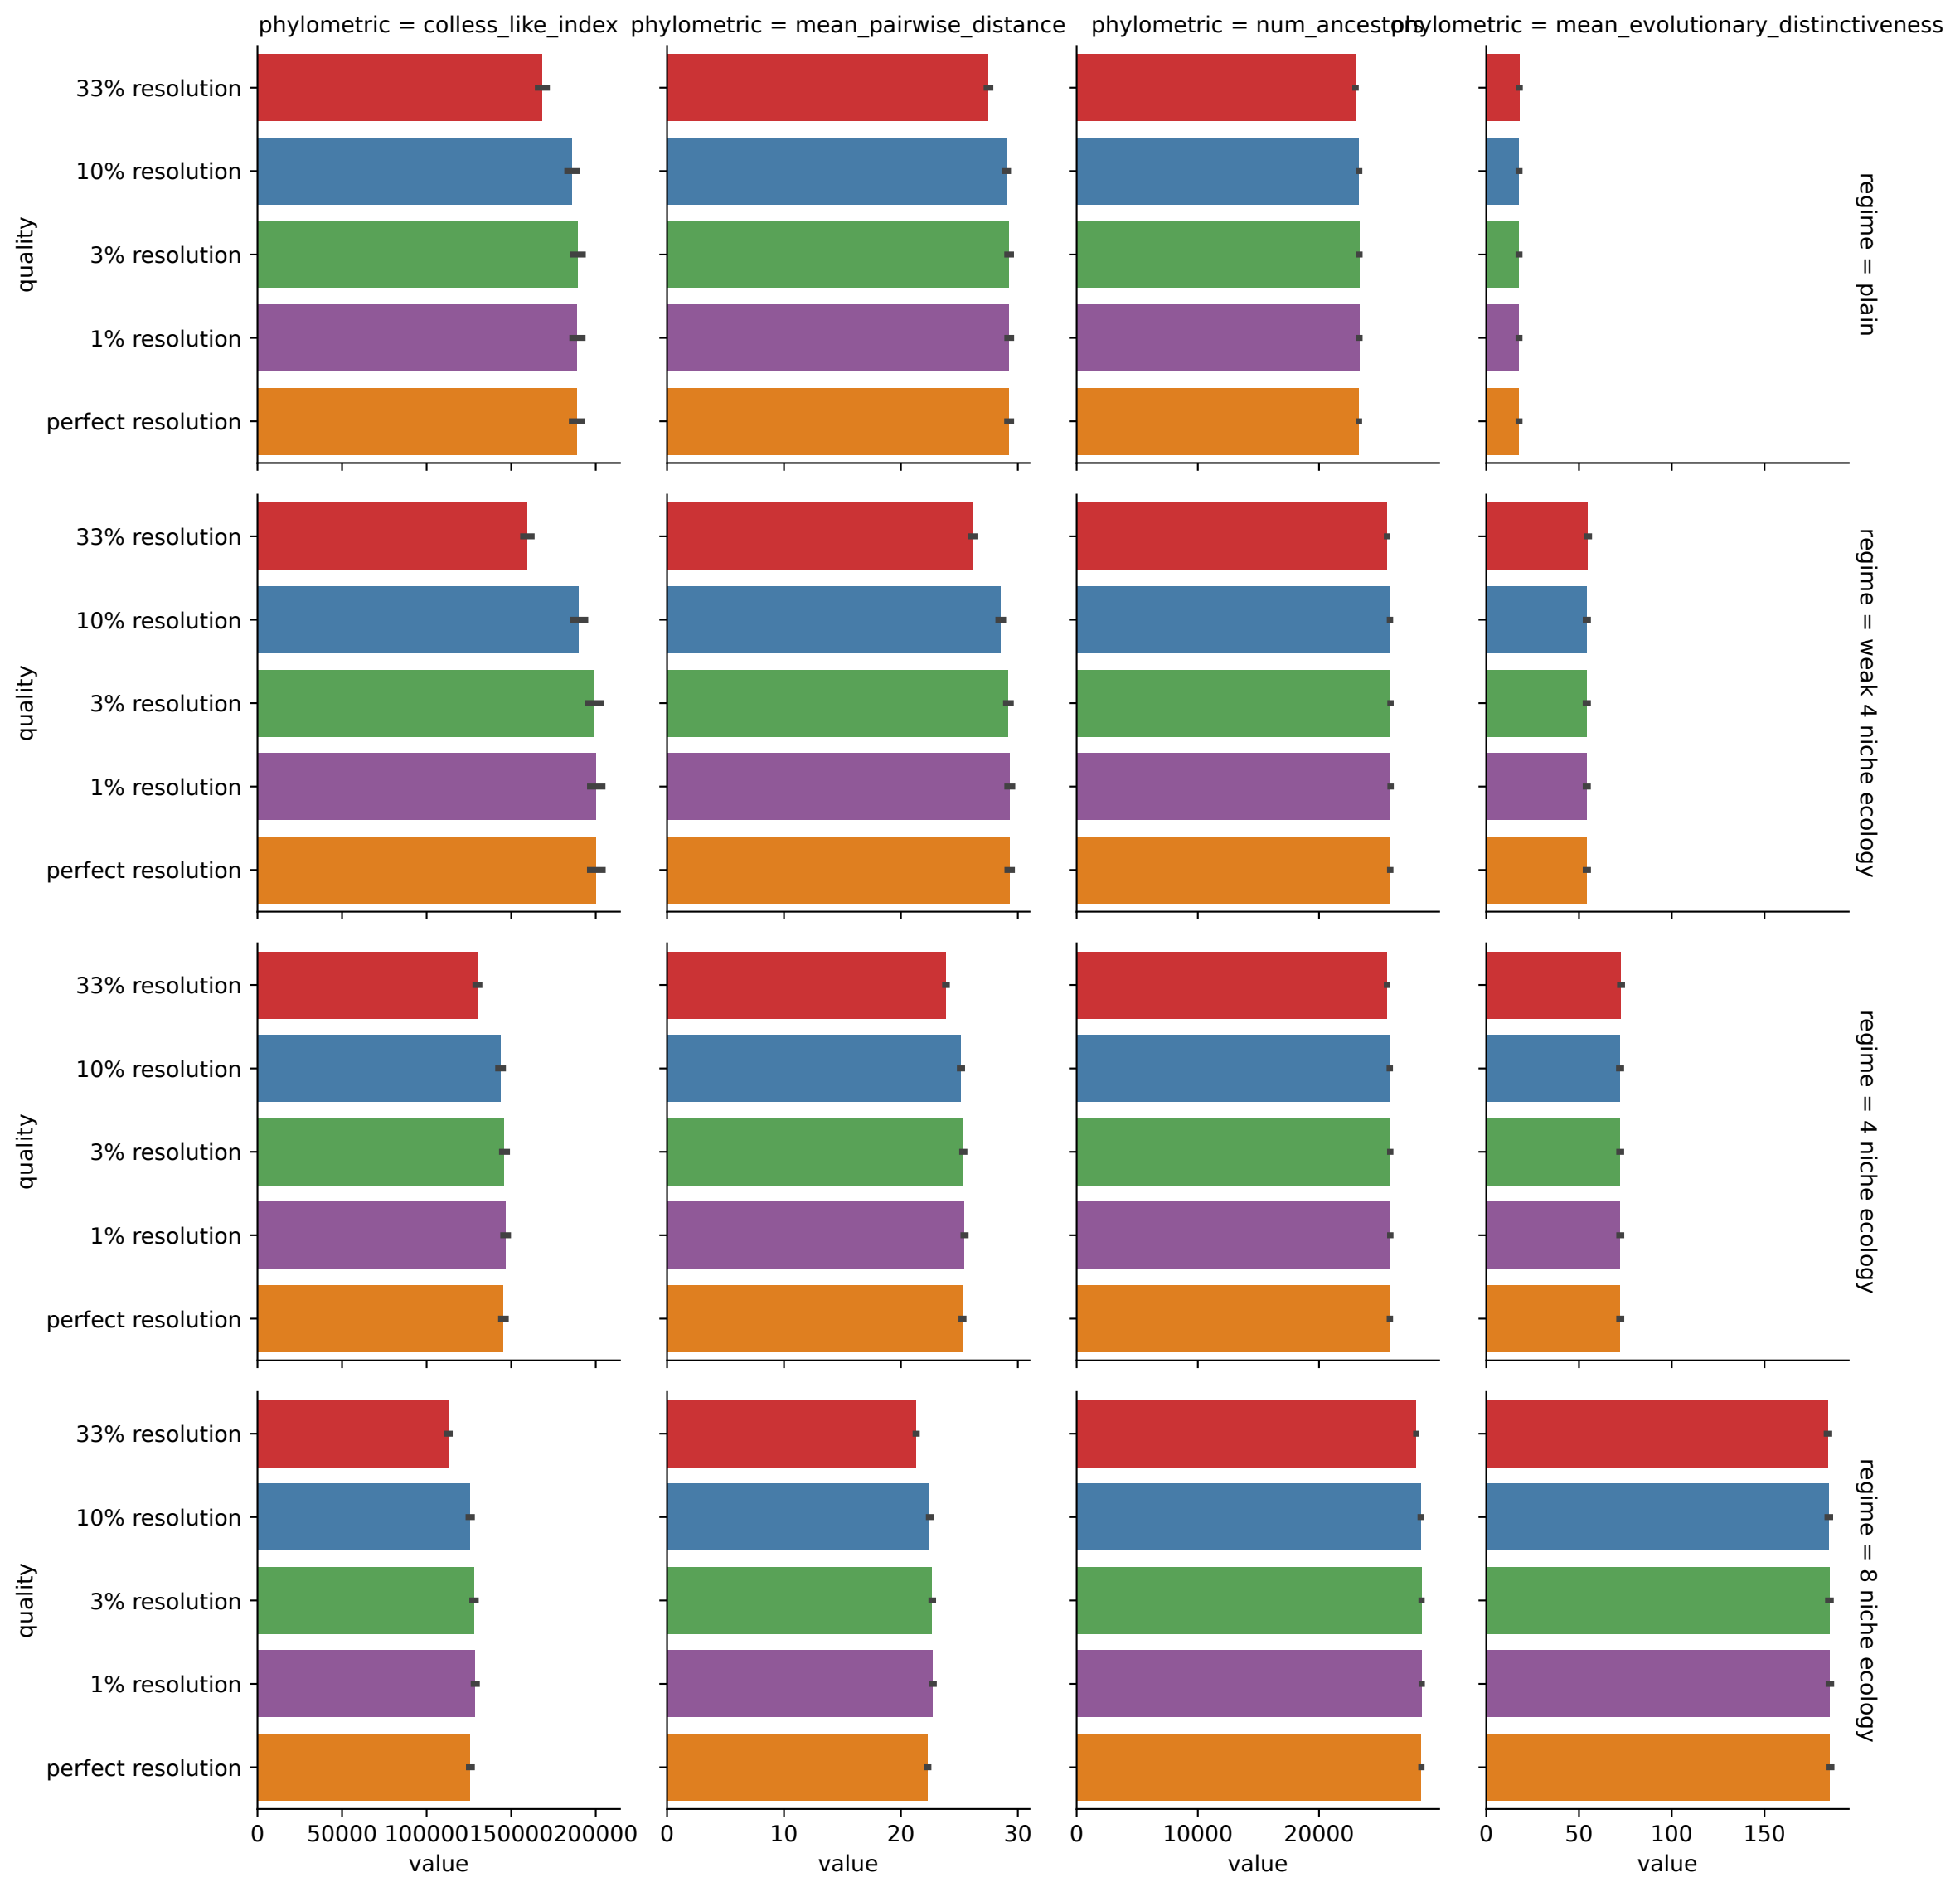 phylometric = colless_like_index
phylometric = mean_pairwise_distance
phylometric = num_ancestors
phylometric = mean_evolutionary_distinctiveness
quality
33% resolution
10% resolution
3% resolution
1% resolution
perfect resolution
regime = plain
quality
33% resolution
10% resolution
3% resolution
1% resolution
perfect resolution
regime = weak 4 niche ecology
quality
33% resolution
10% resolution
3% resolution
1% resolution
perfect resolution
regime = 4 niche ecology
quality
33% resolution
10% resolution
3% resolution
1% resolution
perfect resolution
regime = 8 niche ecology
0 50000 100000 150000 200000
0 10 20 30
0 10000 20000
0 50 100 150
value
value
value
value